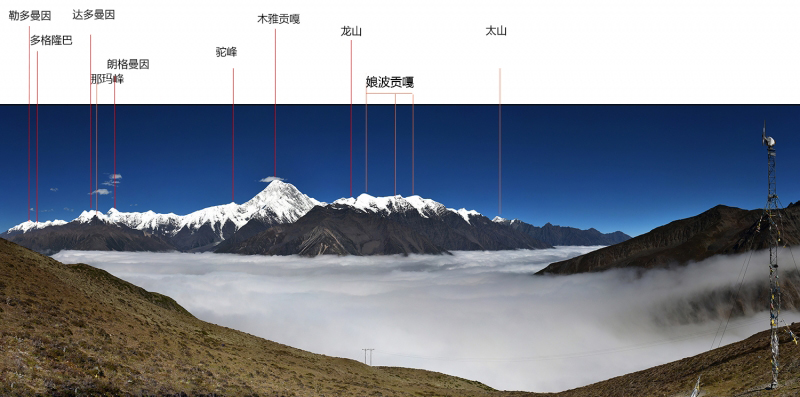 勒多曼因
多格隆巴
达多曼因
那玛峰
朗格曼因
驼峰
木雅贡嘎
龙山
娘波贡嘎
太山